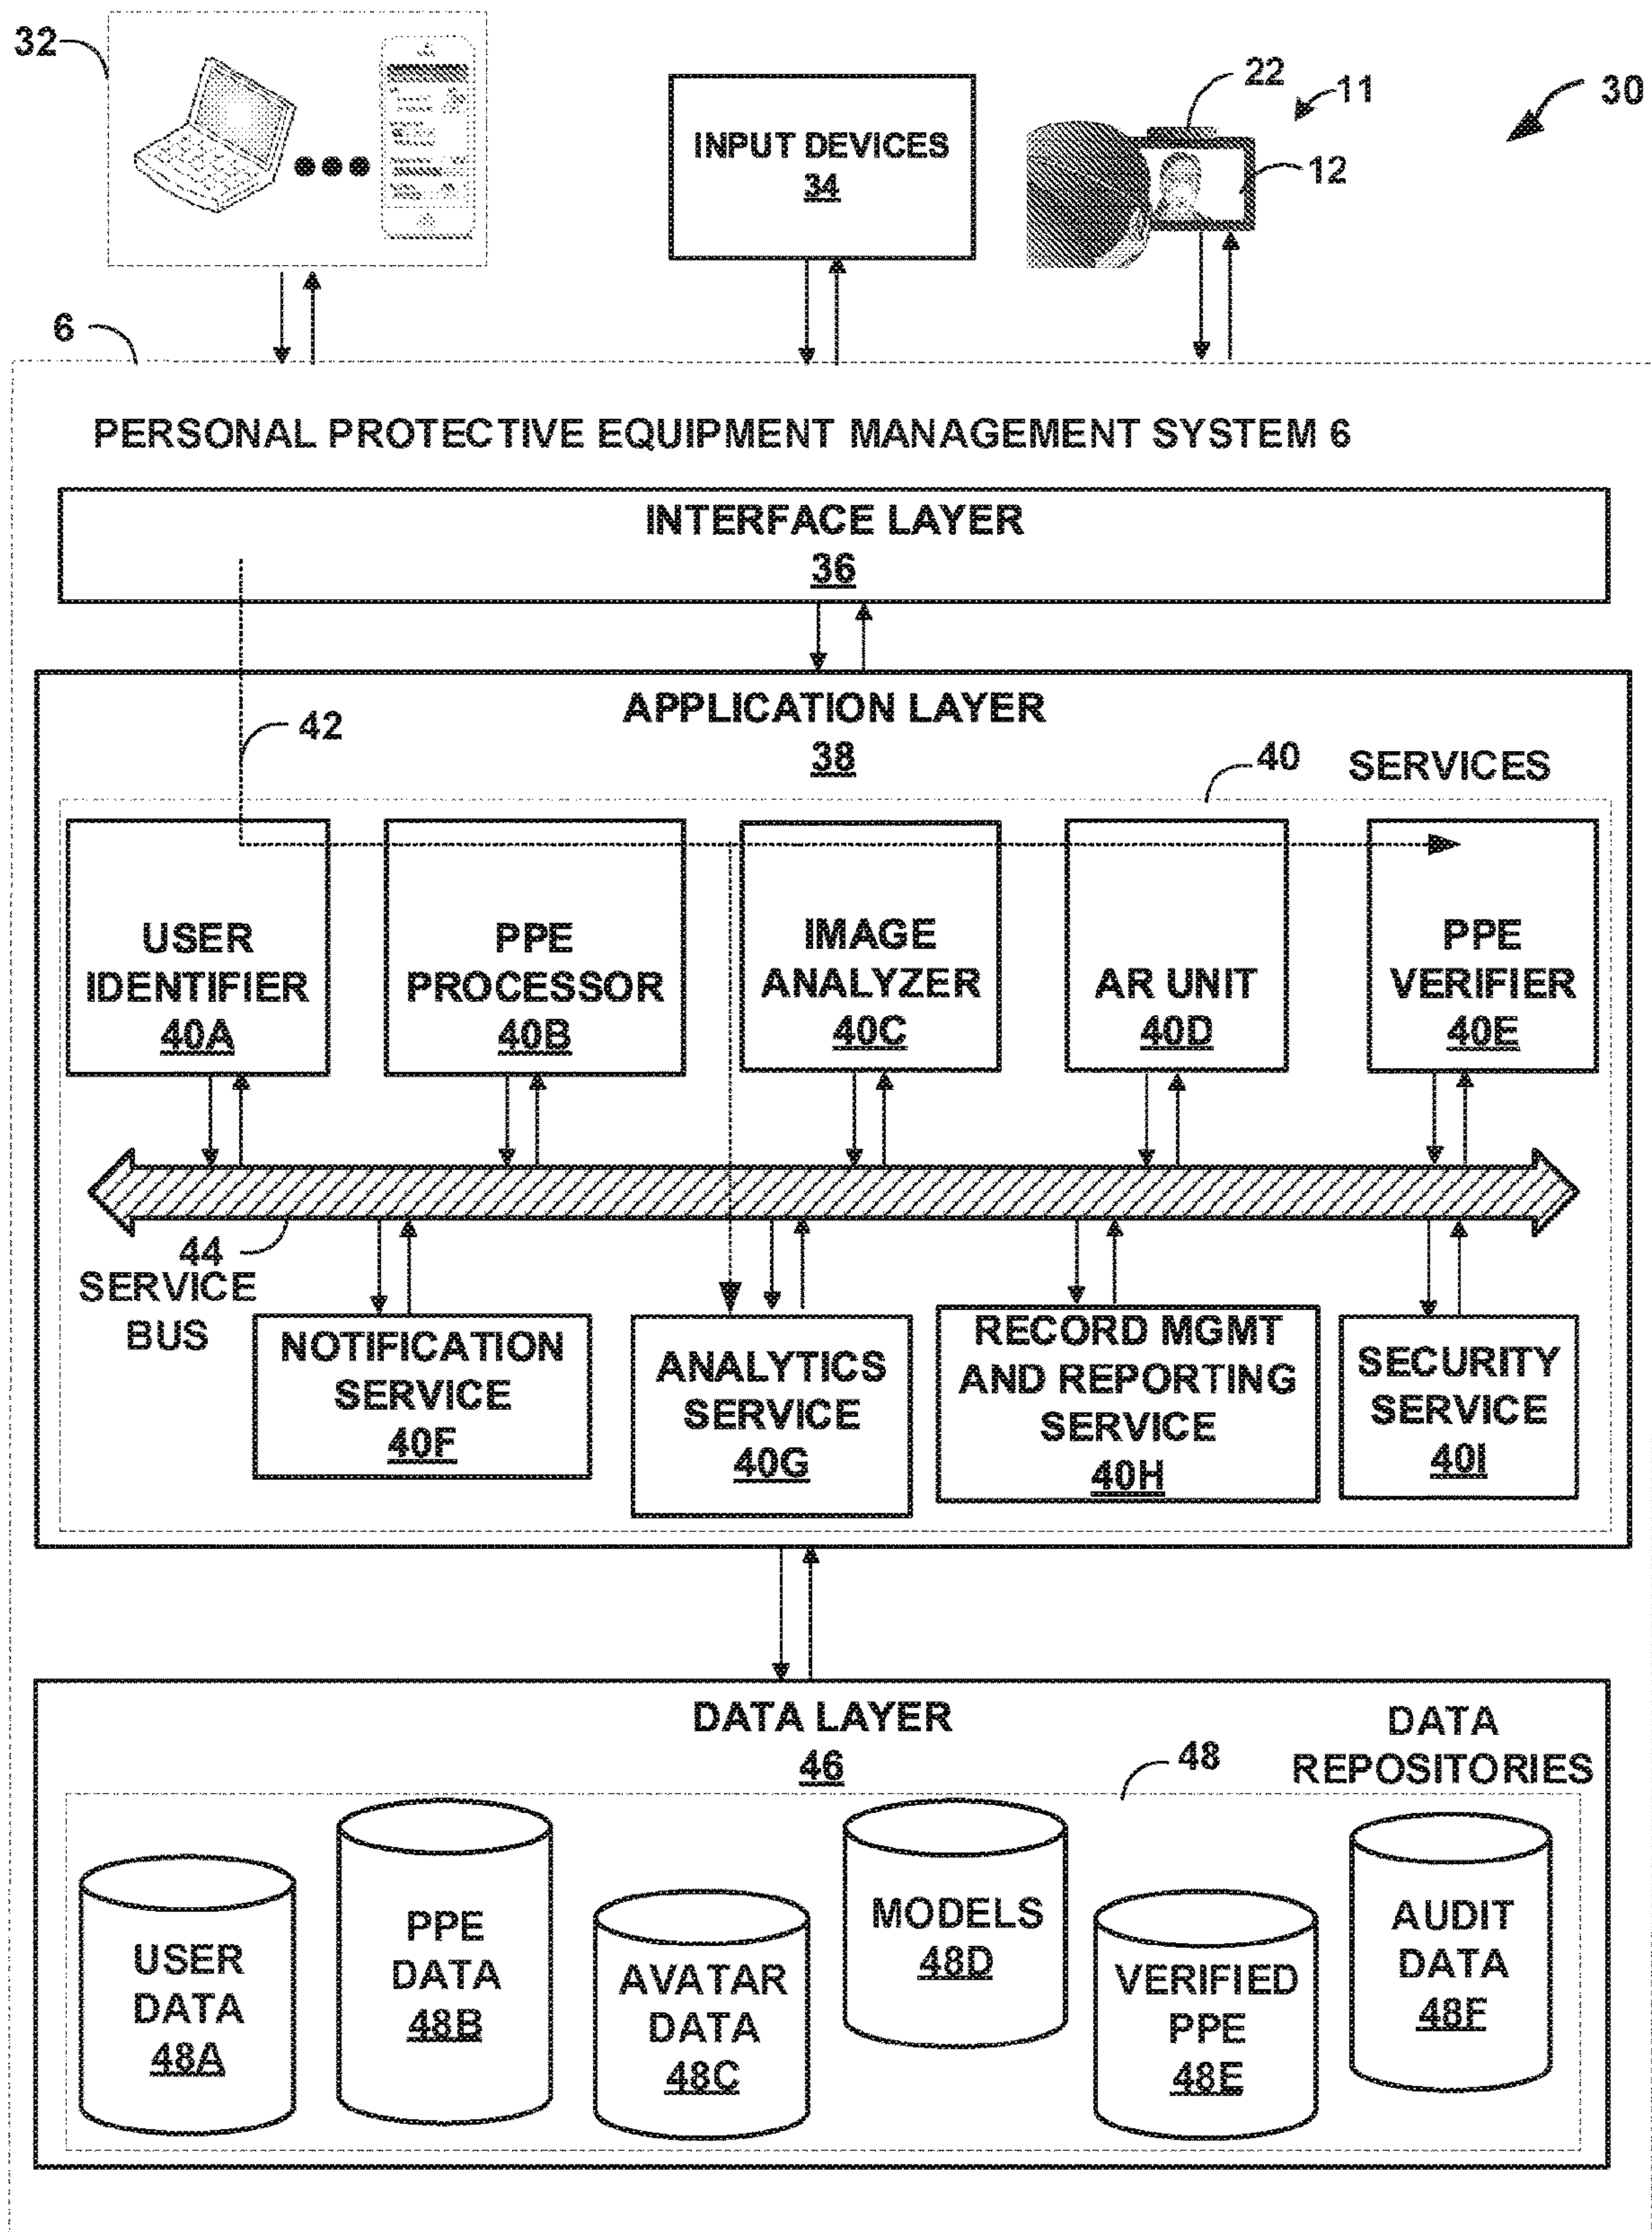 32
22
11
30
INPUT DEVICES
34
12
6
PERSONAL PROTECTIVE EQUIPMENT MANAGEMENT SYSTEM 6
INTERFACE LAYER
36
42
APPLICATION LAYER
38
40
SERVICES
USER
IDENTIFIER
40A
PPE
PROCESSOR
40B
IMAGE
ANALYZER
40C
AR UNIT
40D
PPE
VERIFIER
40E
44
SERVICE
BUS
NOTIFICATION
SERVICE
40F
ANALYTICS
SERVICE
40G
RECORD MGMT
AND REPORTING
SERVICE
40H
SECURITY
SERVICE
40I
DATA LAYER
46
48
DATA
REPOSITORIES
USER
DATA
48A
PPE
DATA
48B
AVATAR
DATA
48C
MODELS
48D
VERIFIED
PPE
48E
AUDIT
DATA
48F